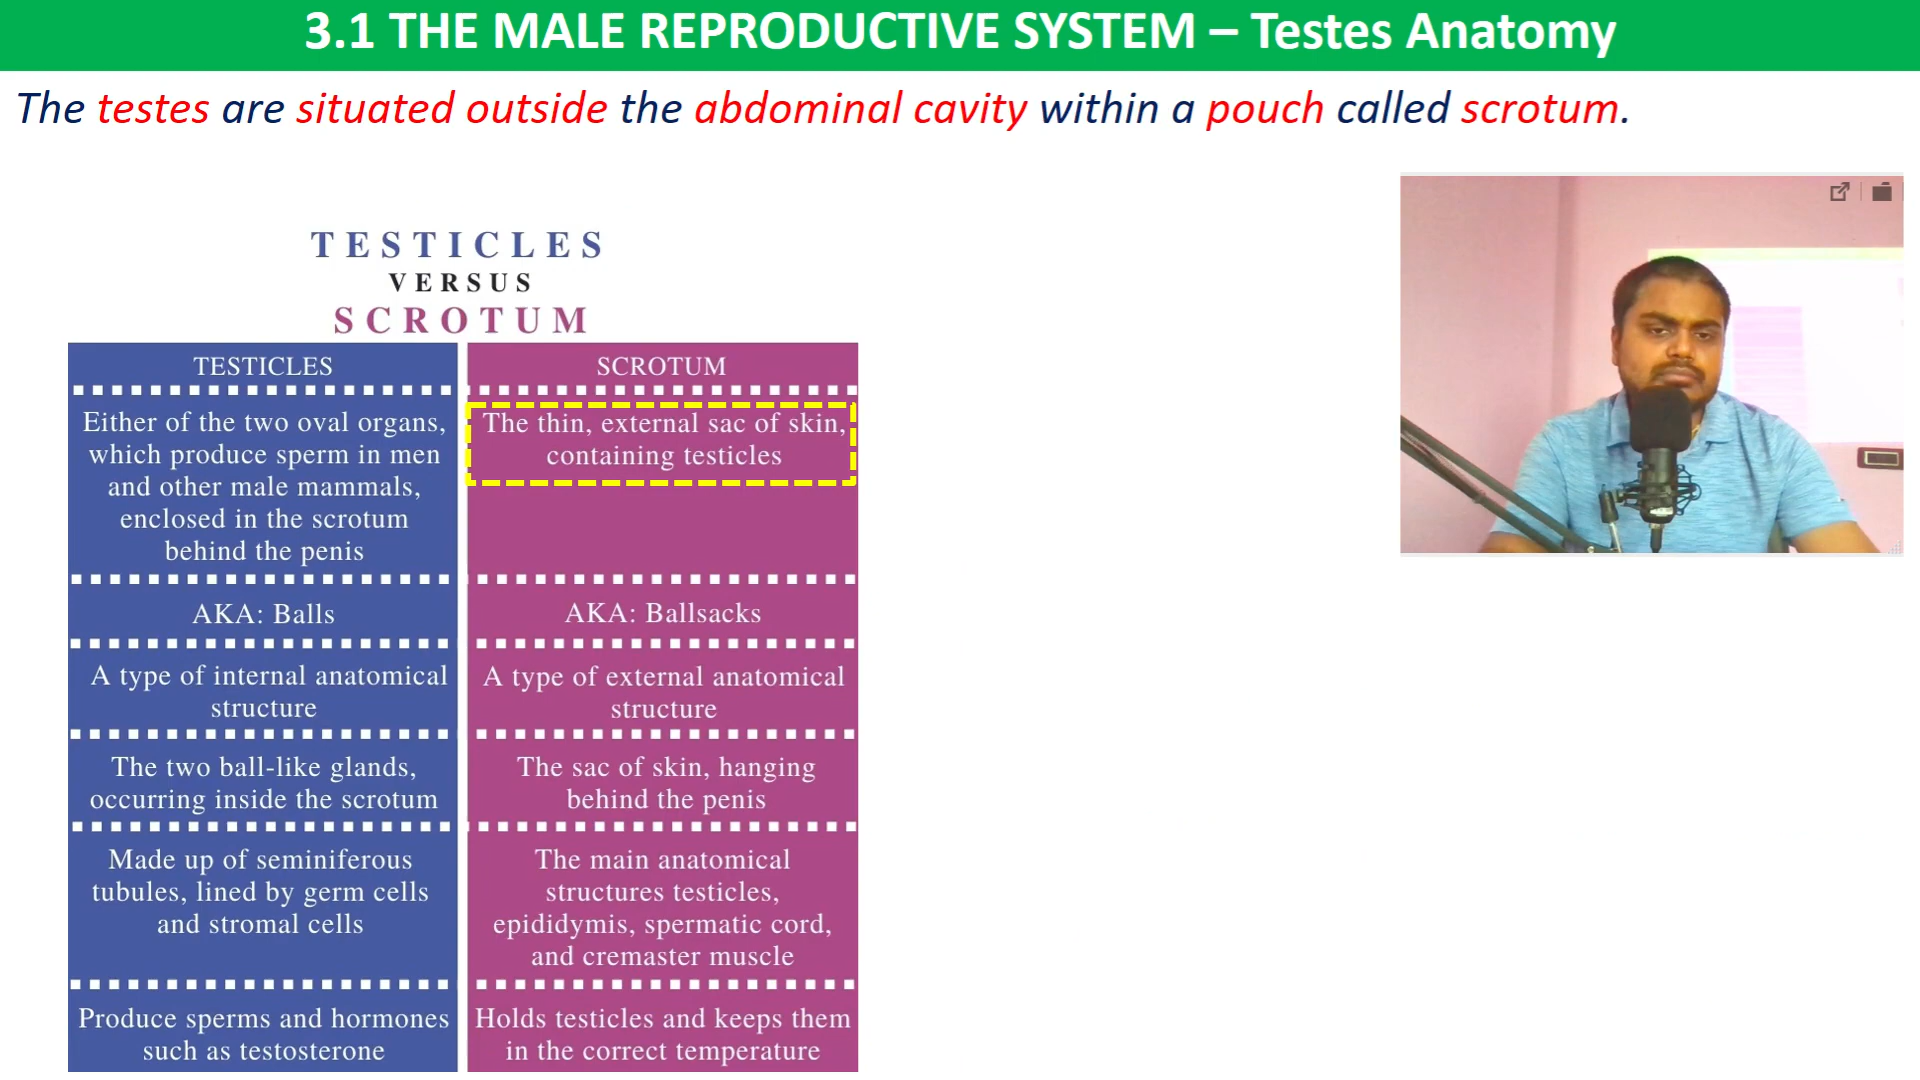 3.1 THE MALE REPRODUCTIVE SYSTEM – Testes Anatomy
The testes are situated outside the abdominal cavity within a pouch called scrotum.
TESTICLES
VERSUS
SCROTUM
TESTICLES
Either of the two oval organs,
which produce sperm in men
and other male mammals,
enclosed in the scrotum
behind the penis
AKA: Balls
A type of internal anatomical
structure
The two ball-like glands,
occurring inside the scrotum
Made up of seminiferous
tubules, lined by germ cells
and stromal cells
Produce sperms and hormones
such as testosterone
SCROTUM
The thin, external sac of skin,
containing testicles
AKA: Ballsacks
A type of external anatomical
structure
The sac of skin, hanging
behind the penis
The main anatomical
structures testicles,
epididymis, spermatic cord,
and cremaster muscle
Holds testicles and keeps them
in the correct temperature